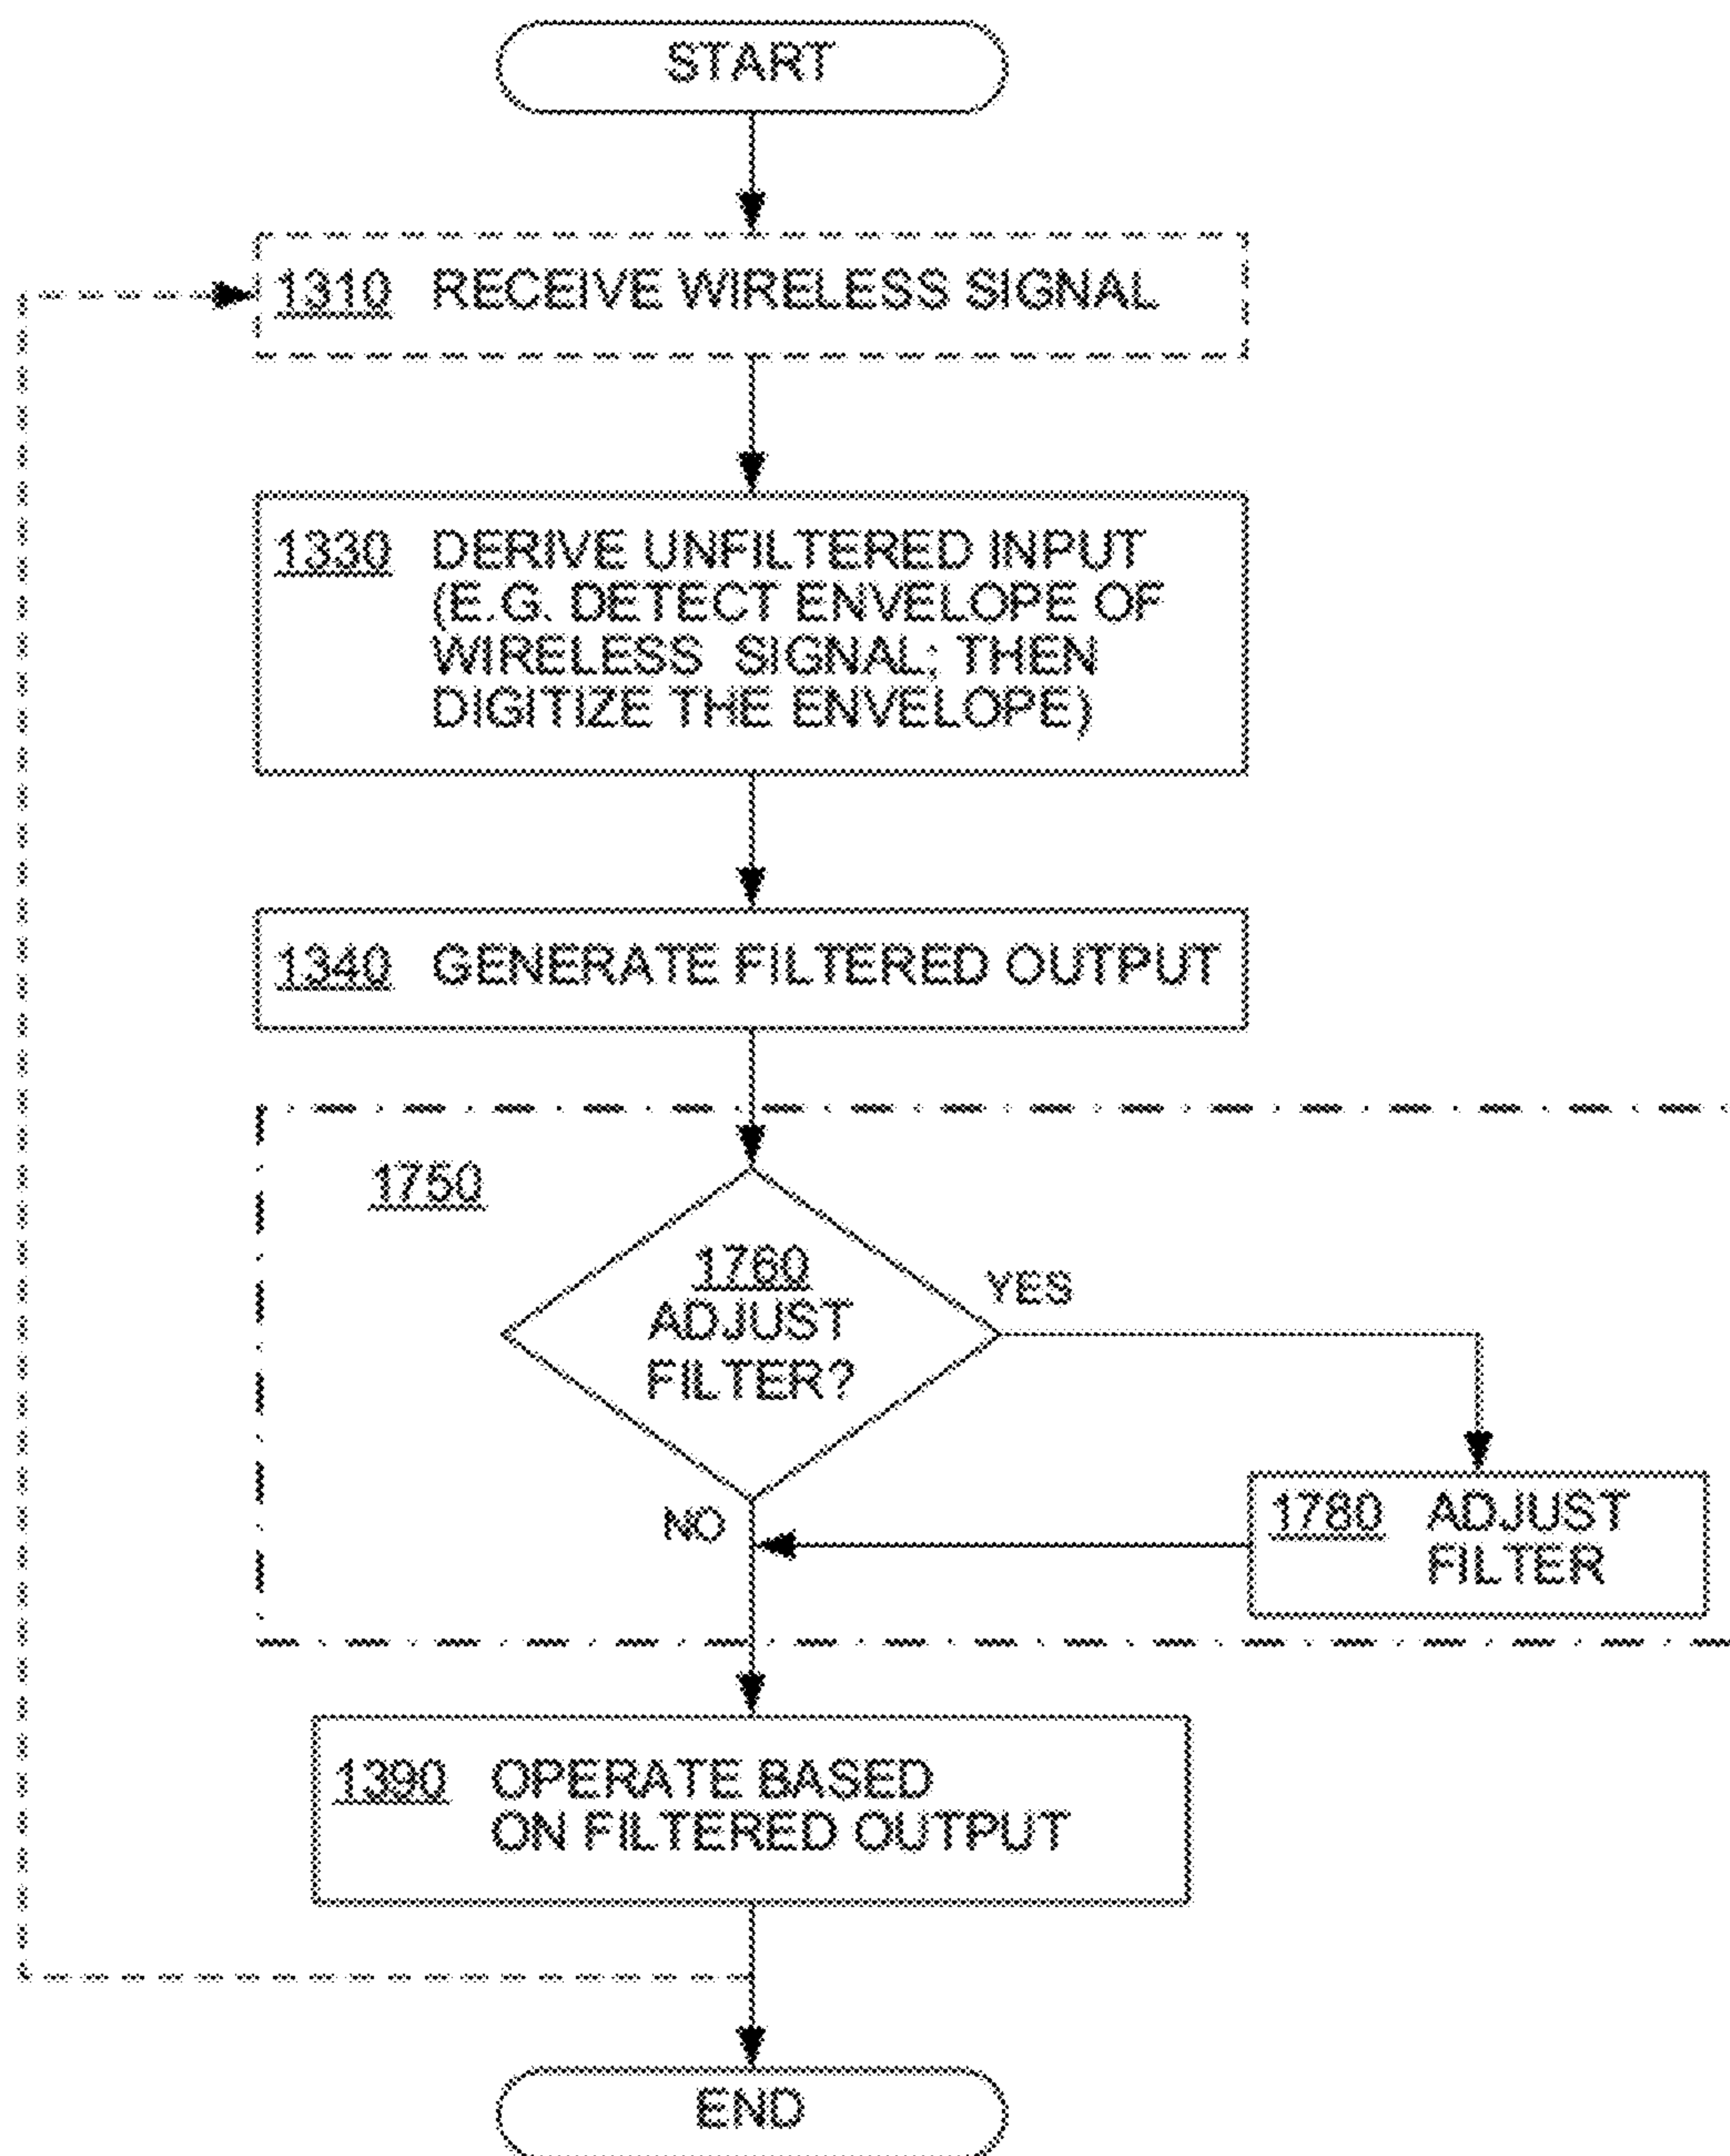 START
1310 RECEIVE WIRELESS SIGNAL
1330 DERIVE UNFILTERED INPUT
(E.G. DETECT ENVELOPE OF
WIRELESS SIGNAL; THEN
DIGITIZE THE ENVELOPE)
1340 GENERATE FILTERED OUTPUT
1750
1760
ADJUST
FILTER?
YES
NO
1780 ADJUST
FILTER
1390 OPERATE BASED
ON FILTERED OUTPUT
END